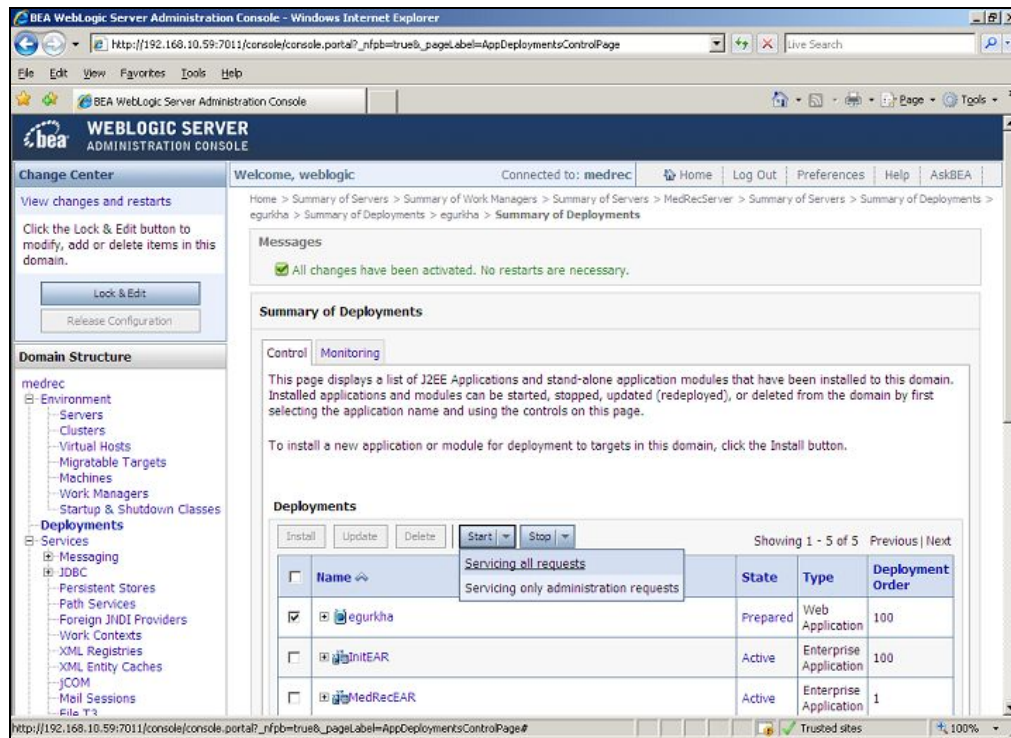 BEA WebLogic Server Administration Console - Windows Internet Explorer
http://192.168.10.59:7011/console/console.portal?_nfpb=true&_pageLabel=AppDeploymentsControlPage
Live Search
File Edit View Favorites Tools Help
BEA WebLogic Server Administration Console
Page Tools
bea
WEBLOGIC SERVER
ADMINISTRATION CONSOLE
Change Center
View changes and restarts
Click the Lock & Edit button to
modify, add or delete items in this
domain.
Lock & Edit
Release Configuration
Domain Structure
medrec
Environment
Servers
Clusters
Virtual Hosts
Migratable Targets
Machines
Work Managers
Startup & Shutdown Classes
Deployments
Services
Messaging
JDBC
Persistent Stores
Path Services
Foreign JNDI Providers
Work Contexts
XML Registries
XML Entity Caches
jCOM
Mail Sessions
File T3
Welcome, weblogic
Connected to: medrec
Home Log Out Preferences Help AskBEA
Home > Summary of Servers > Summary of Work Managers > Summary of Servers > MedRecServer > Summary of Servers > Summary of Deployments >
egurkha > Summary of Deployments > egurkha > Summary of Deployments
Messages
All changes have been activated. No restarts are necessary.
Summary of Deployments
Control Monitoring
This page displays a list of J2EE Applications and stand-alone application modules that have been installed to this domain.
Installed applications and modules can be started, stopped, updated (redeployed), or deleted from the domain by first
selecting the application name and using the controls on this page.
To install a new application or module for deployment to targets in this domain, click the Install button.
Deployments
Install Update Delete Start Stop
Showing 1 - 5 of 5 Previous | Next
Servicing all requests
Servicing only administration requests
Name State Type Deployment
Order
egurkha Prepared Web
Application 100
InitEAR Active Enterprise
Application 100
MedRecEAR Active Enterprise
Application 1
http://192.168.10.59:7011/console/console.portal?_nfpb=true&_pageLabel=AppDeploymentsControlPage#
Trusted sites
100%